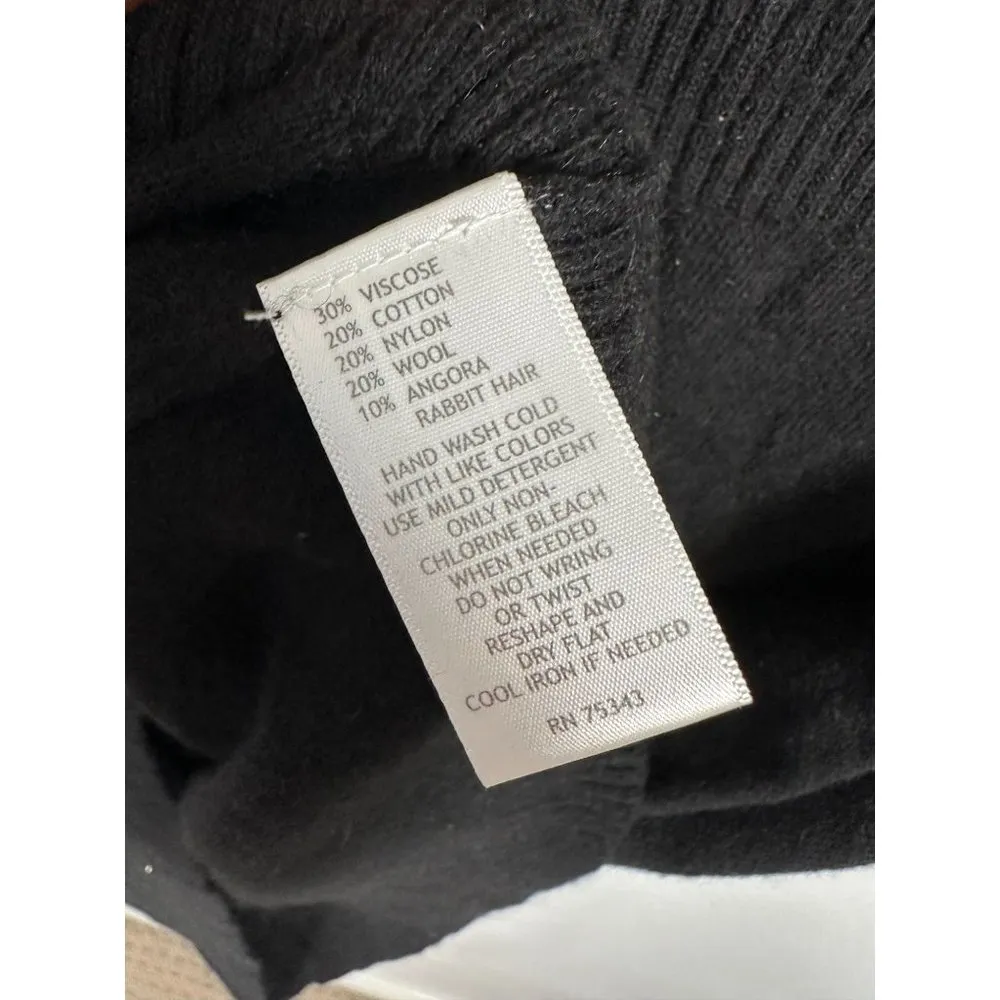 30% VISCOSE
20% COTTON
20% NYLON
20% WOOL
10% ANGORA
RABBIT HAIR
HAND WASH COLD
WITH LIKE COLORS
USE MILD DETERGENT
ONLY NON-
CHLORINE BLEACH
WHEN NEEDED
DO NOT WRING
OR TWIST
RESHAPE AND
DRY FLAT
COOL IRON IF NEEDED
RN 75343